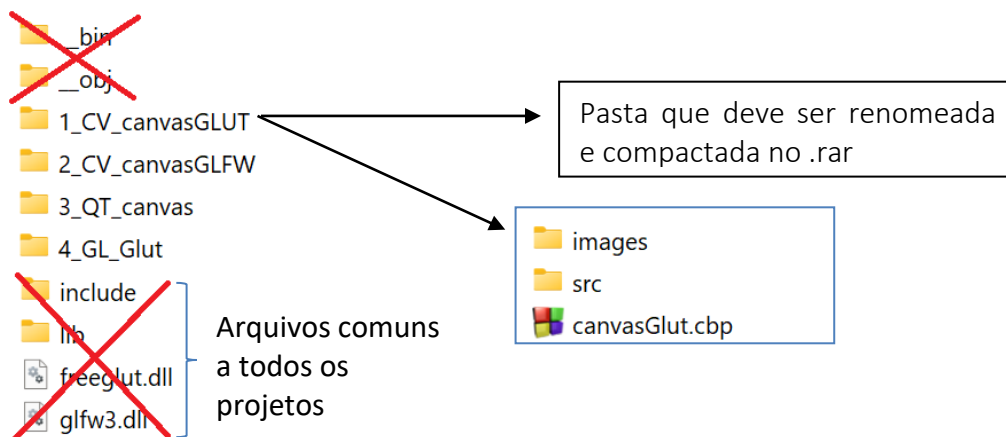 __bin
__obj
1_CV_canvasGLUT
2_CV_canvasGLFW
3_QT_canvas
4_GL_Glut
include
lib
freeglut.dll
glfw3.dll
Arquivos comuns
a todos os
projetos
Pasta que deve ser renomeada
e compactada no .rar
images
src
canvasGlut.cbp